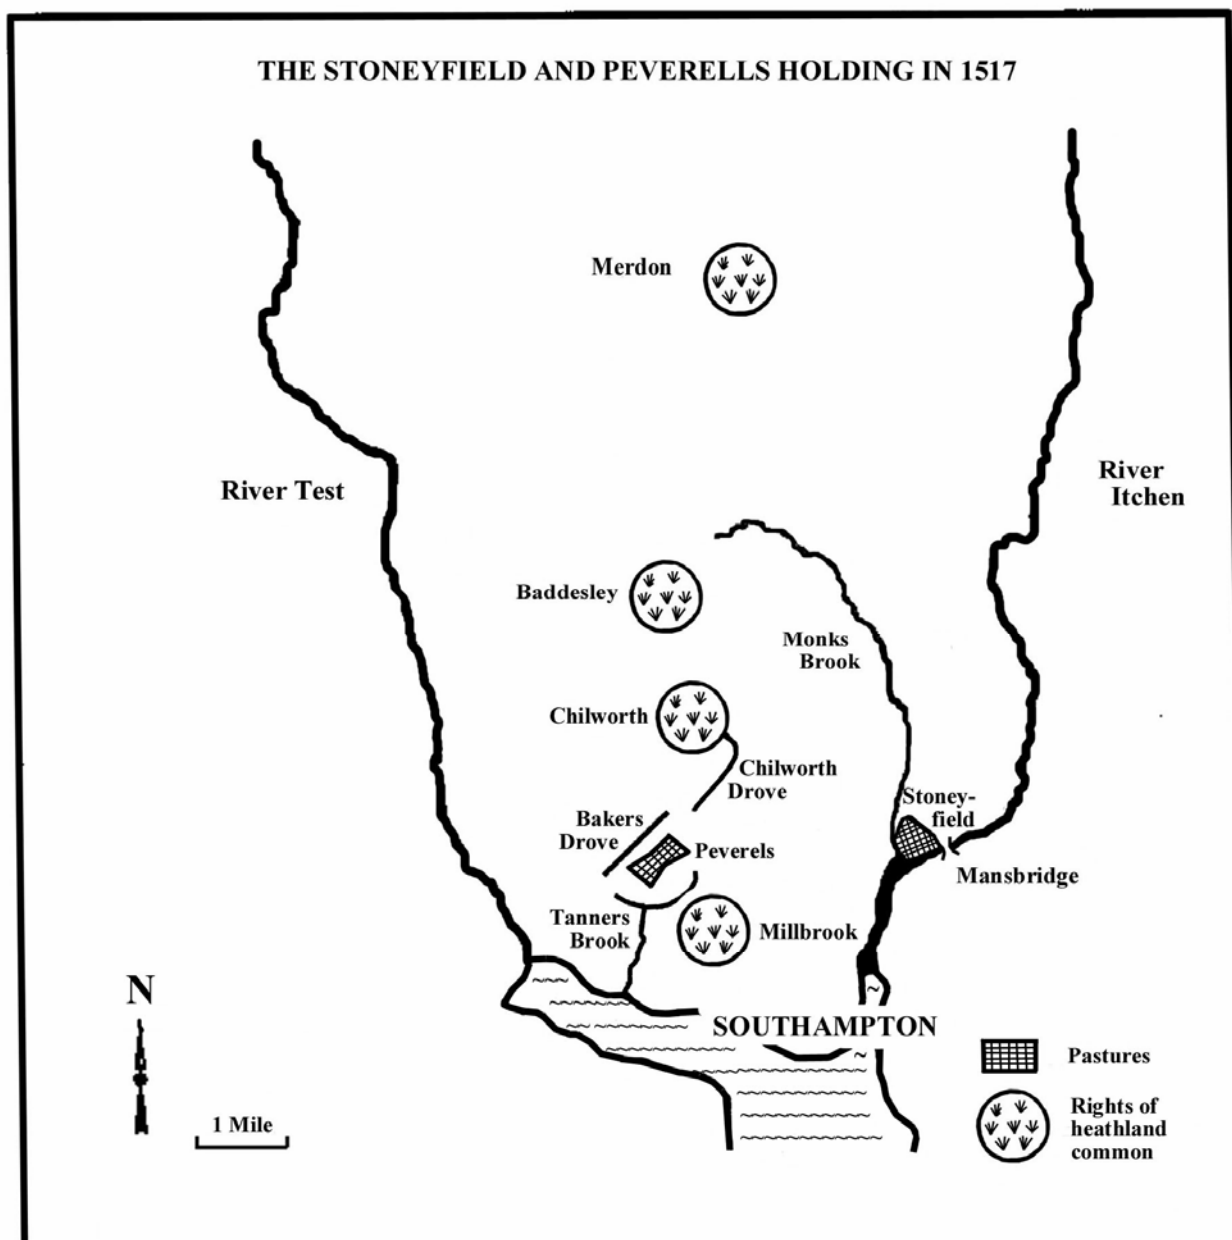 THE STONEYFIELD AND PEVERELLS HOLDING IN 1517
Merdon
River Test
River
Itchen
Baddesley
Monks
Brook
Chilworth
Chilworth
Drove
Stoney-
field
Bakers
Drove
Peverels
Mansbridge
Tanners
Brook
Millbrook
N
SOUTHAMPTON
Pastures
1 Mile
Rights of
heathland
common